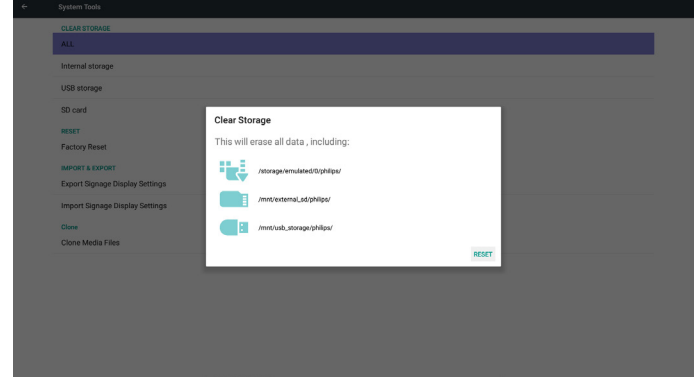 System Tools
CLEAR STORAGE
ALL
Internal storage
USB storage
SD card
RESET
Factory Reset
IMPORT & EXPORT
Export Signage Display Settings
Import Signage Display Settings
Clone
Clone Media Files
Clear Storage
This will erase all data , including:
/storage/emulated/0/philips/
/mnt/external_sd/philips/
/mnt/usb_storage/philips/
RESET